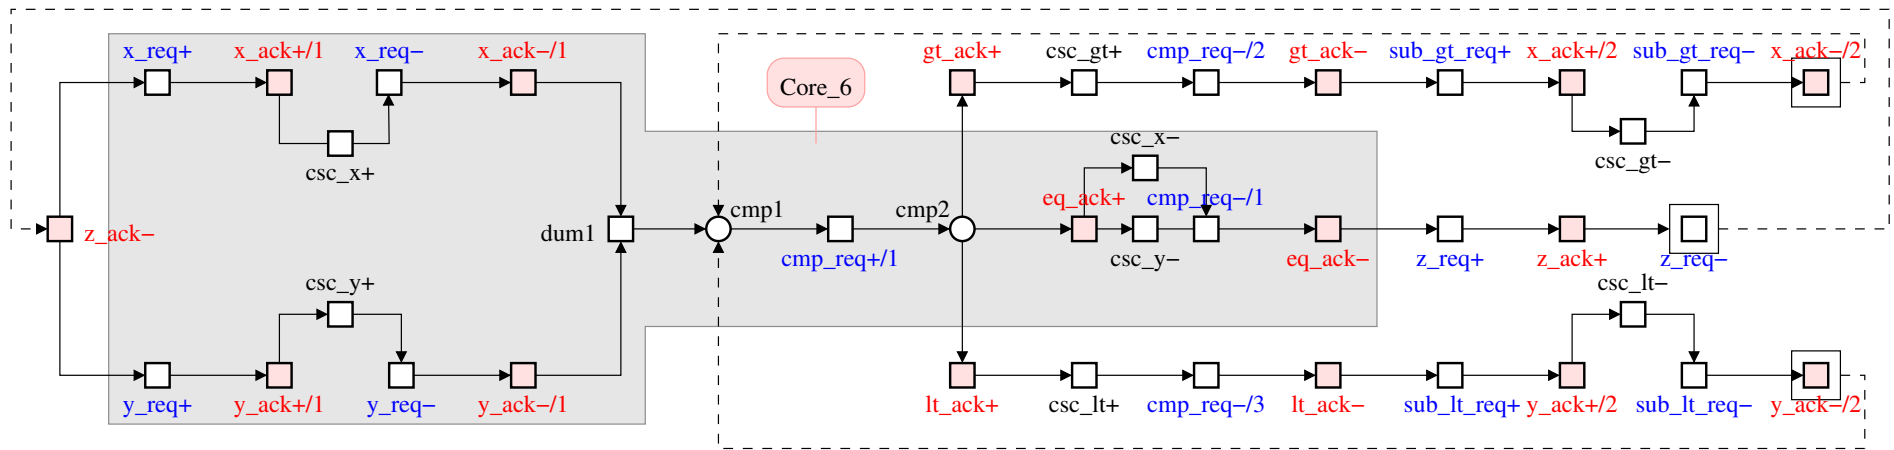 x_req+ x_ack+/1 x_req− x_ack−/1 gt_ack+ csc_gt+ cmp_req−/2 gt_ack− sub_gt_req+ x_ack+/2 sub_gt_req− x_ack−/2
Core_6
csc_x−
csc_x+ csc_gt−
eq_ack+ cmp_req−/1
z_ack− dum1 cmp1 cmp2
cmp_req+/1 csc_y− eq_ack− z_req+ z_ack+ z_req−
csc_y+ csc_lt−
y_req+ y_ack+/1 y_req− y_ack−/1 lt_ack+ csc_lt+ cmp_req−/3 lt_ack− sub_lt_req+ y_ack+/2 sub_lt_req− y_ack−/2